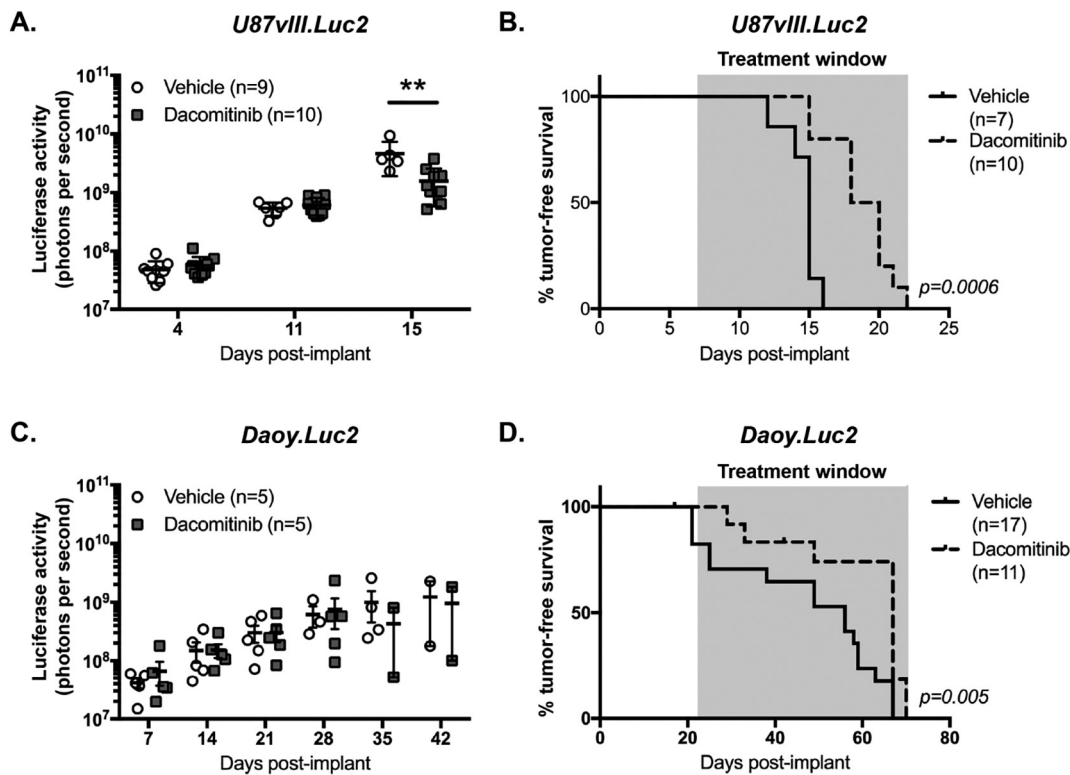 A.
U87vIII.Luc2
Luciferase activity
(photons per second)
10^11
10^10
10^9
10^8
10^7
Vehicle (n=9)
Dacomitinib (n=10)
**
4
11
15
Days post-implant
B.
U87vIII.Luc2
Treatment window
% tumor-free survival
100
50
0
0
5
10
15
20
25
Days post-implant
p=0.0006
Vehicle
(n=7)
Dacomitinib
(n=10)
C.
Daoy.Luc2
Luciferase activity
(photons per second)
10^11
10^10
10^9
10^8
10^7
Vehicle (n=5)
Dacomitinib (n=5)
7
14
21
28
35
42
Days post-implant
D.
Daoy.Luc2
Treatment window
% tumor-free survival
100
50
0
0
20
40
60
80
Days post-implant
p=0.005
Vehicle
(n=17)
Dacomitinib
(n=11)